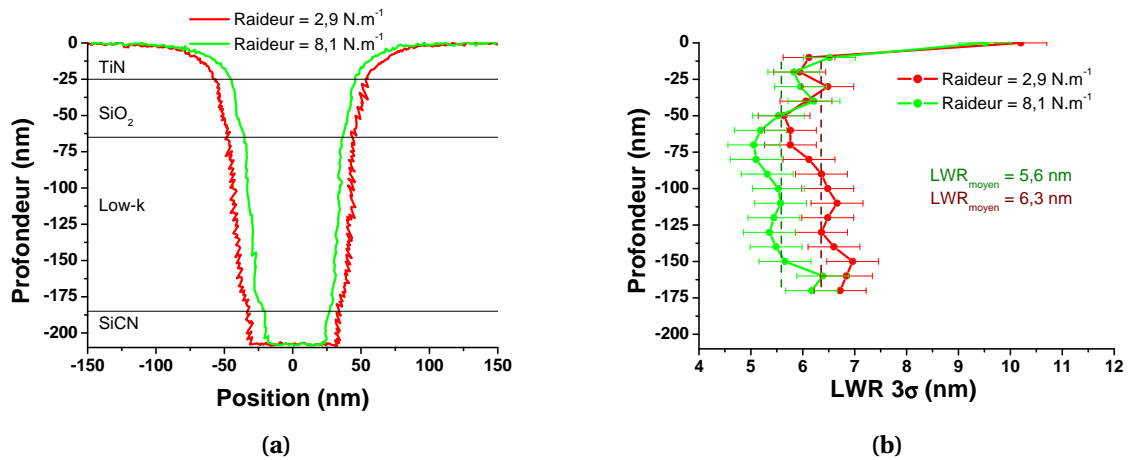 Raideur = 2,9 N.m-1
Raideur = 8,1 N.m-1
0
-25
-50
-75
-100
-125
-150
-175
-200
Profondeur (nm)
TiN
SiO2
Low-k
SiCN
-150
-100
-50
0
50
100
150
Position (nm)
(a)
0
-25
-50
-75
-100
-125
-150
-175
-200
Profondeur (nm)
Raideur = 2,9 N.m-1
Raideur = 8,1 N.m-1
LWRmoyen = 5,6 nm
LWRmoyen = 6,3 nm
4
5
6
7
8
9
10
11
12
LWR 3σ (nm)
(b)